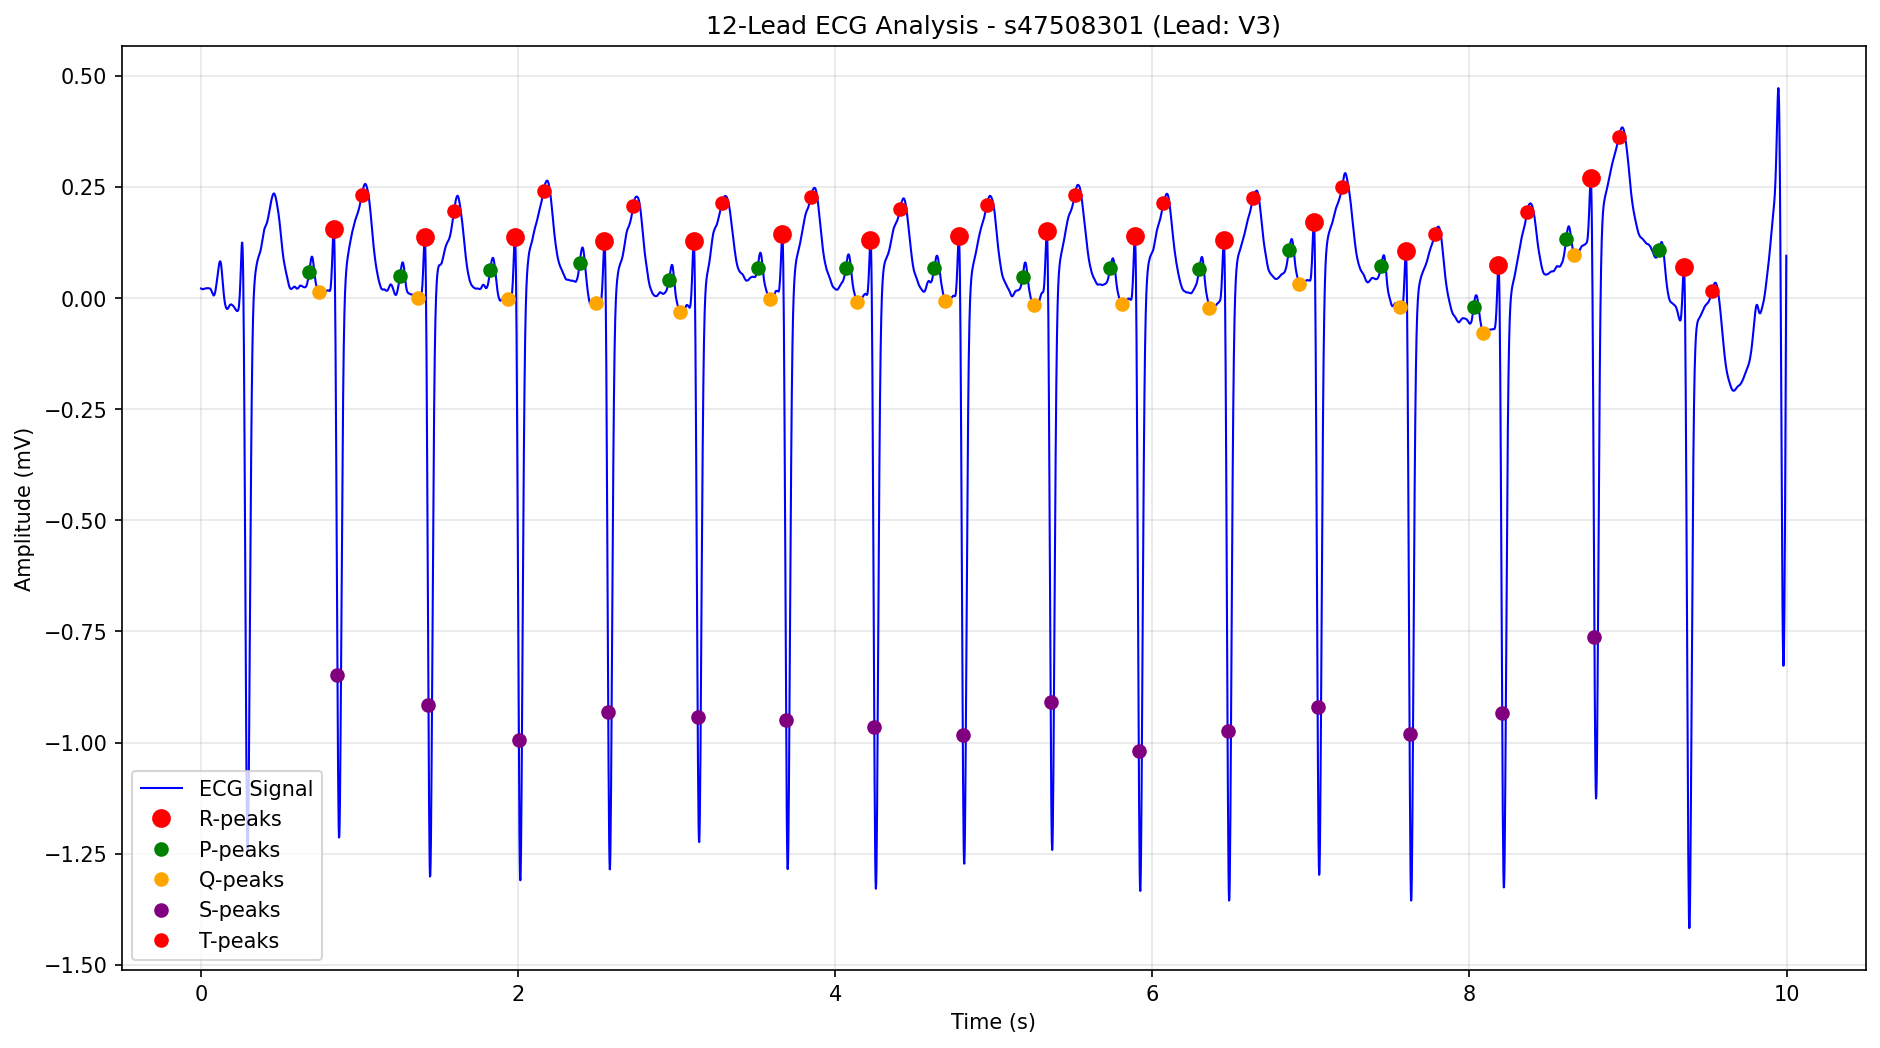 12-Lead ECG Analysis - s47508301 (Lead: V3)
Amplitude (mV)
0.50
0.25
0.00
−0.25
−0.50
−0.75
−1.00
−1.25
−1.50
ECG Signal
R-peaks
P-peaks
Q-peaks
S-peaks
T-peaks
0 2 4 6 8 10
Time (s)